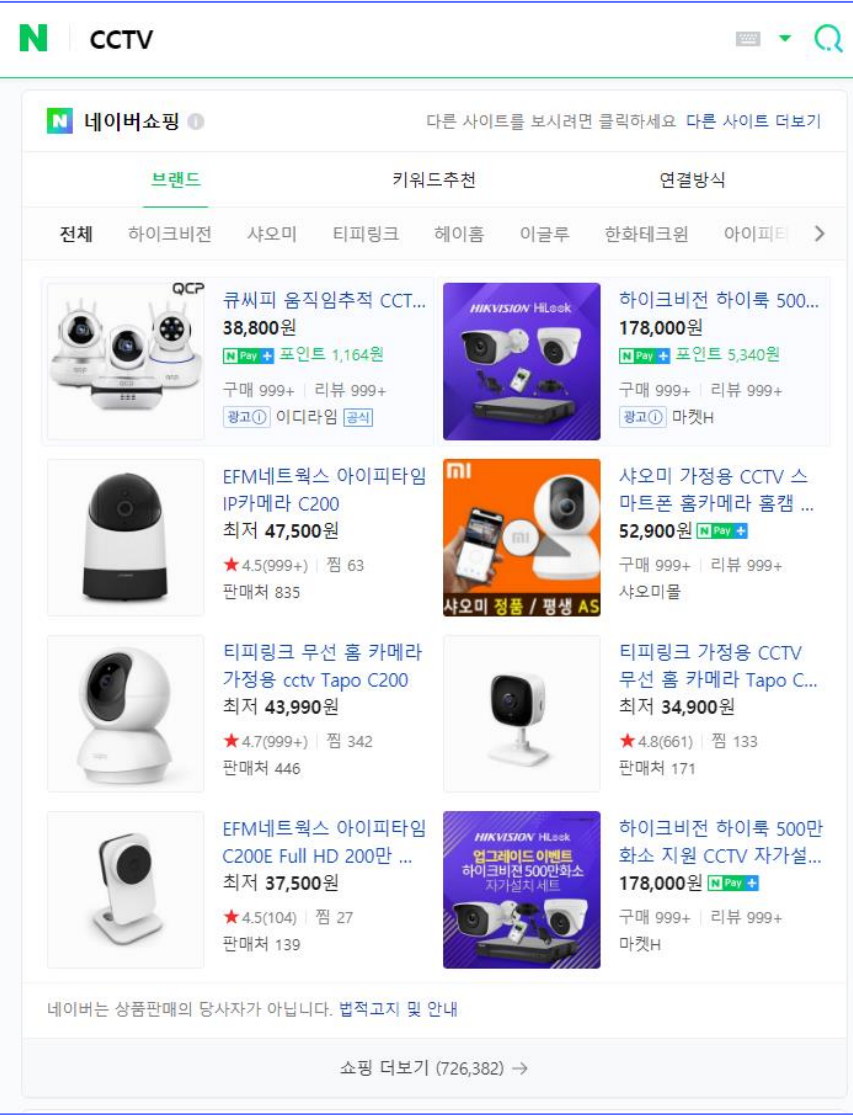 N CCTV
N 네이버쇼핑
다른 사이트를 보시려면 클릭하세요 다른 사이트 더보기
브랜드 키워드추천 연결방식
전체 하이크비전 샤오미 티피링크 헤이홈 이글루 한화테크윈 아이피티
QCP
큐씨피 움직임추적 CCT...
38,800원
N Pay + 포인트 1,164원
구매 999+ 리뷰 999+
광고 이디라임 공식
HIKVISION HiLook
하이크비전 하이룩 500...
178,000원
N Pay + 포인트 5,340원
구매 999+ 리뷰 999+
광고 마켓H
EFM네트웍스 아이피타임
IP카메라 C200
최저 47,500원
★4.5(999+) 찜 63
판매처 835
mi
샤오미 정품 / 평생 AS
샤오미 가정용 CCTV 스
마트폰 홈카메라 홈캠 ...
52,900원 N Pay +
구매 999+ 리뷰 999+
샤오미몰
티피링크 무선 홈 카메라
가정용 cctv Tapo C200
최저 43,990원
★4.7(999+) 찜 342
판매처 446
티피링크 가정용 CCTV
무선 홈 카메라 Tapo C...
최저 34,900원
★4.8(661) 찜 133
판매처 171
EFM네트웍스 아이피타임
C200E Full HD 200만 ...
최저 37,500원
★4.5(104) 찜 27
판매처 139
HIKVISION HiLook
업그레이드 이벤트
하이크비전 500만화소
자가설치 세트
하이크비전 하이룩 500만
화소 지원 CCTV 자가설...
178,000원 N Pay +
구매 999+ 리뷰 999+
마켓H
네이버는 상품판매의 당사자가 아닙니다. 법적고지 및 안내
쇼핑 더보기 (726,382) →